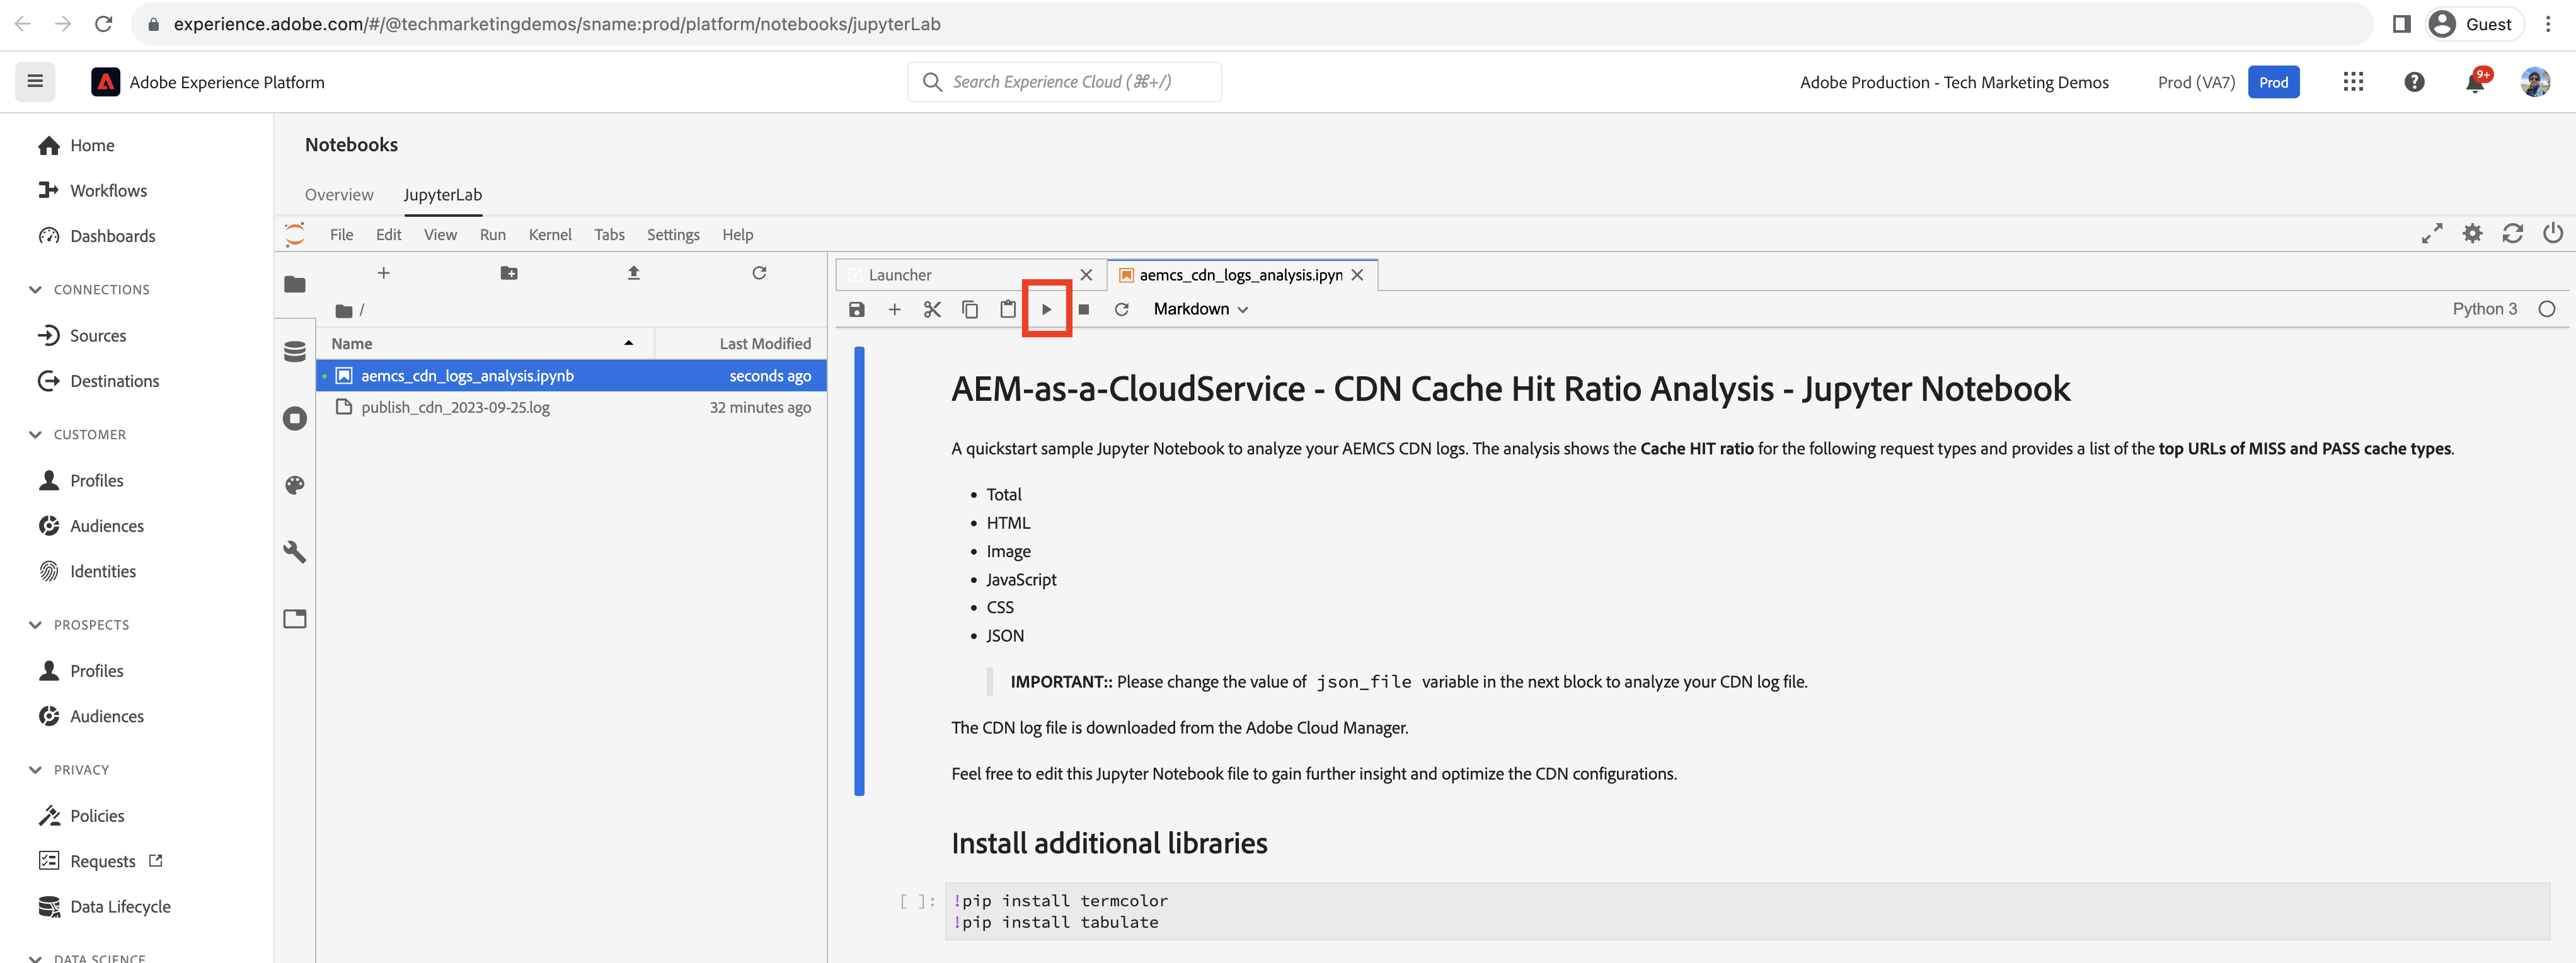 experience.adobe.com/#/@techmarketingdemos/sname:prod/platform/notebooks/jupyterLab
Guest
Adobe Experience Platform
Search Experience Cloud (⌘+/)
Adobe Production - Tech Marketing Demos
Prod (VA7)
Prod
9+
Home
Workflows
Dashboards
CONNECTIONS
Sources
Destinations
CUSTOMER
Profiles
Audiences
Identities
PROSPECTS
Profiles
Audiences
PRIVACY
Policies
Requests
Data Lifecycle
DATA SCIENCE
Notebooks
Overview JupyterLab
File Edit View Run Kernel Tabs Settings Help
/
Name Last Modified
aemcs_cdn_logs_analysis.ipynb seconds ago
publish_cdn_2023-09-25.log 32 minutes ago
Launcher
aemcs_cdn_logs_analysis.ipyn
Markdown
Python 3
AEM-as-a-CloudService - CDN Cache Hit Ratio Analysis - Jupyter Notebook
A quickstart sample Jupyter Notebook to analyze your AEMCS CDN logs. The analysis shows the Cache HIT ratio for the following request types and provides a list of the top URLs of MISS and PASS cache types.
• Total
• HTML
• Image
• JavaScript
• CSS
• JSON
IMPORTANT:: Please change the value of json_file variable in the next block to analyze your CDN log file.
The CDN log file is downloaded from the Adobe Cloud Manager.
Feel free to edit this Jupyter Notebook file to gain further insight and optimize the CDN configurations.
Install additional libraries
[ ]: !pip install termcolor
!pip install tabulate